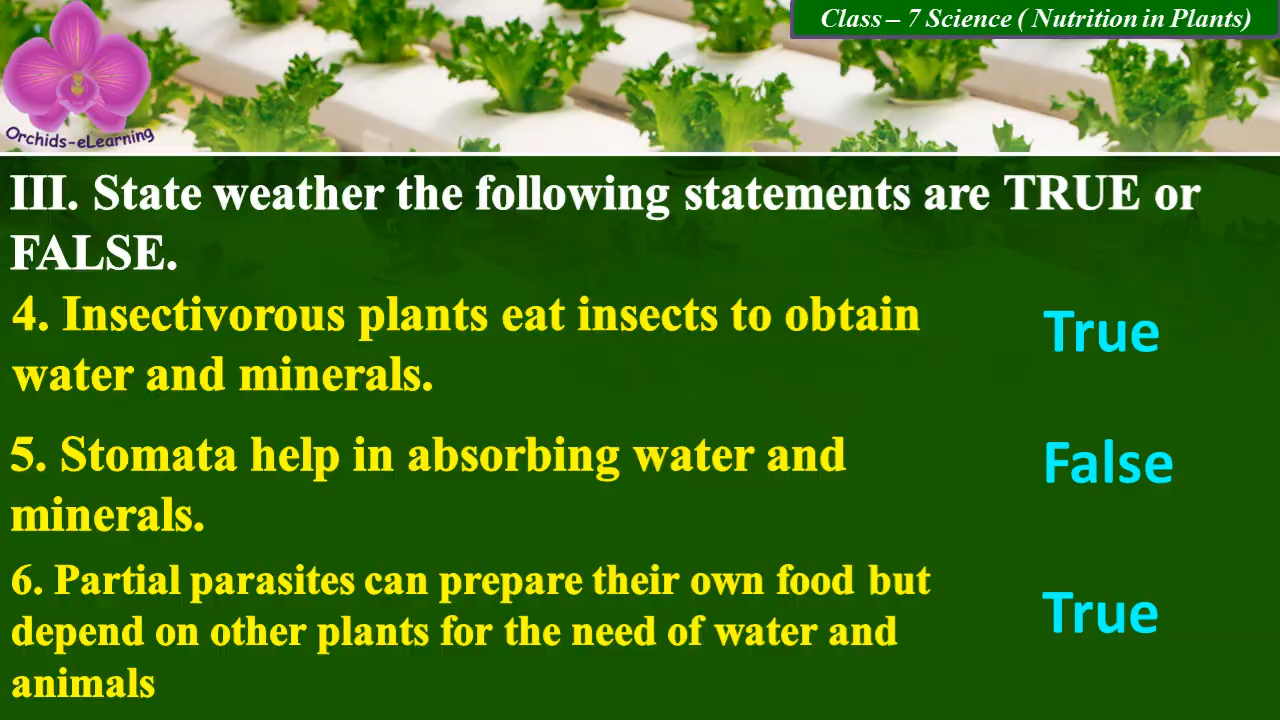 Class – 7 Science ( Nutrition in Plants)
Orchids-eLearning
III. State weather the following statements are TRUE or
FALSE.
4. Insectivorous plants eat insects to obtain
water and minerals.
True
5. Stomata help in absorbing water and
minerals.
False
6. Partial parasites can prepare their own food but
depend on other plants for the need of water and
animals
True